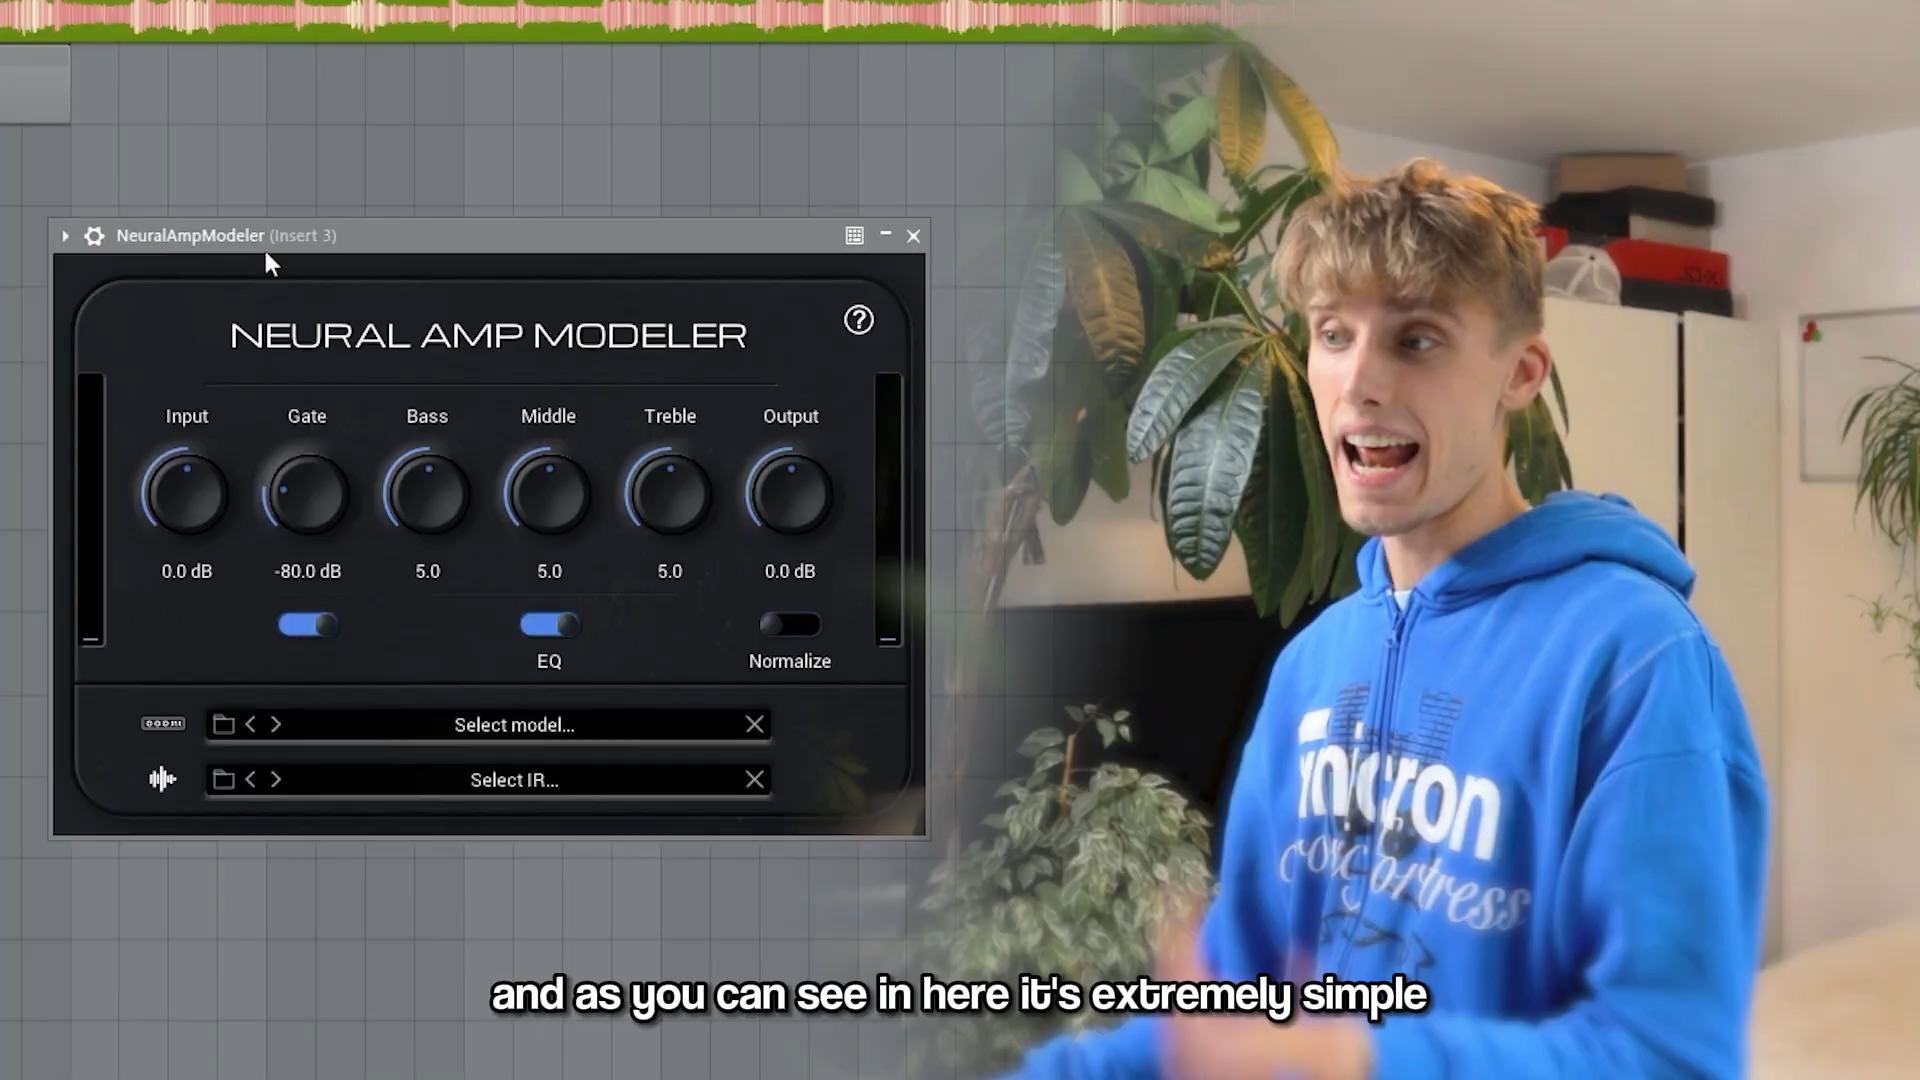 NeuralAmpModeler (Insert 3)
NEURAL AMP MODELER
?
Input Gate Bass Middle Treble Output
0.0 dB -80.0 dB 5.0 5.0 5.0 0.0 dB
EQ Normalize
Select model...
Select IR...
micron
and as you can see in here it's extremely simple